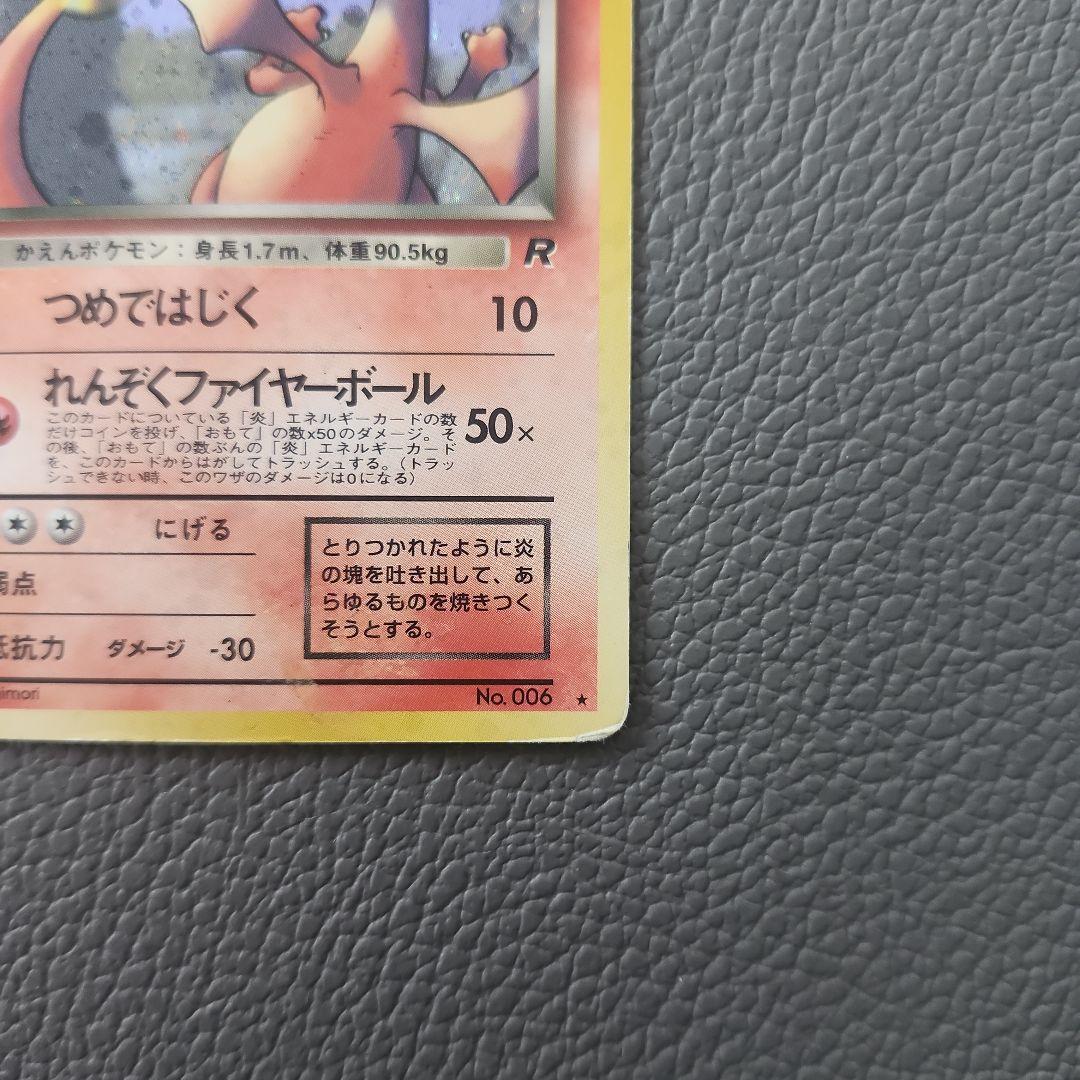 かえんポケモン：身長1.7m、体重90.5kg R
つめではじく 10
れんぞくファイヤーボール
このカードについている「炎」エネルギーカードの数
だけコインを投げ、「おもて」の数x50のダメージ。そ
の後、「おもて」の数ぶんの「炎」エネルギーカード
を、このカードからはがしてトラッシュする。（トラッ
シュできない時、このワザのダメージは0になる）
50×
にげる
弱点
抵抗力 ダメージ -30
とりつかれたように炎
の塊を吐き出して、あ
らゆるものを焼きつく
そうとする。
imori
No. 006 ★